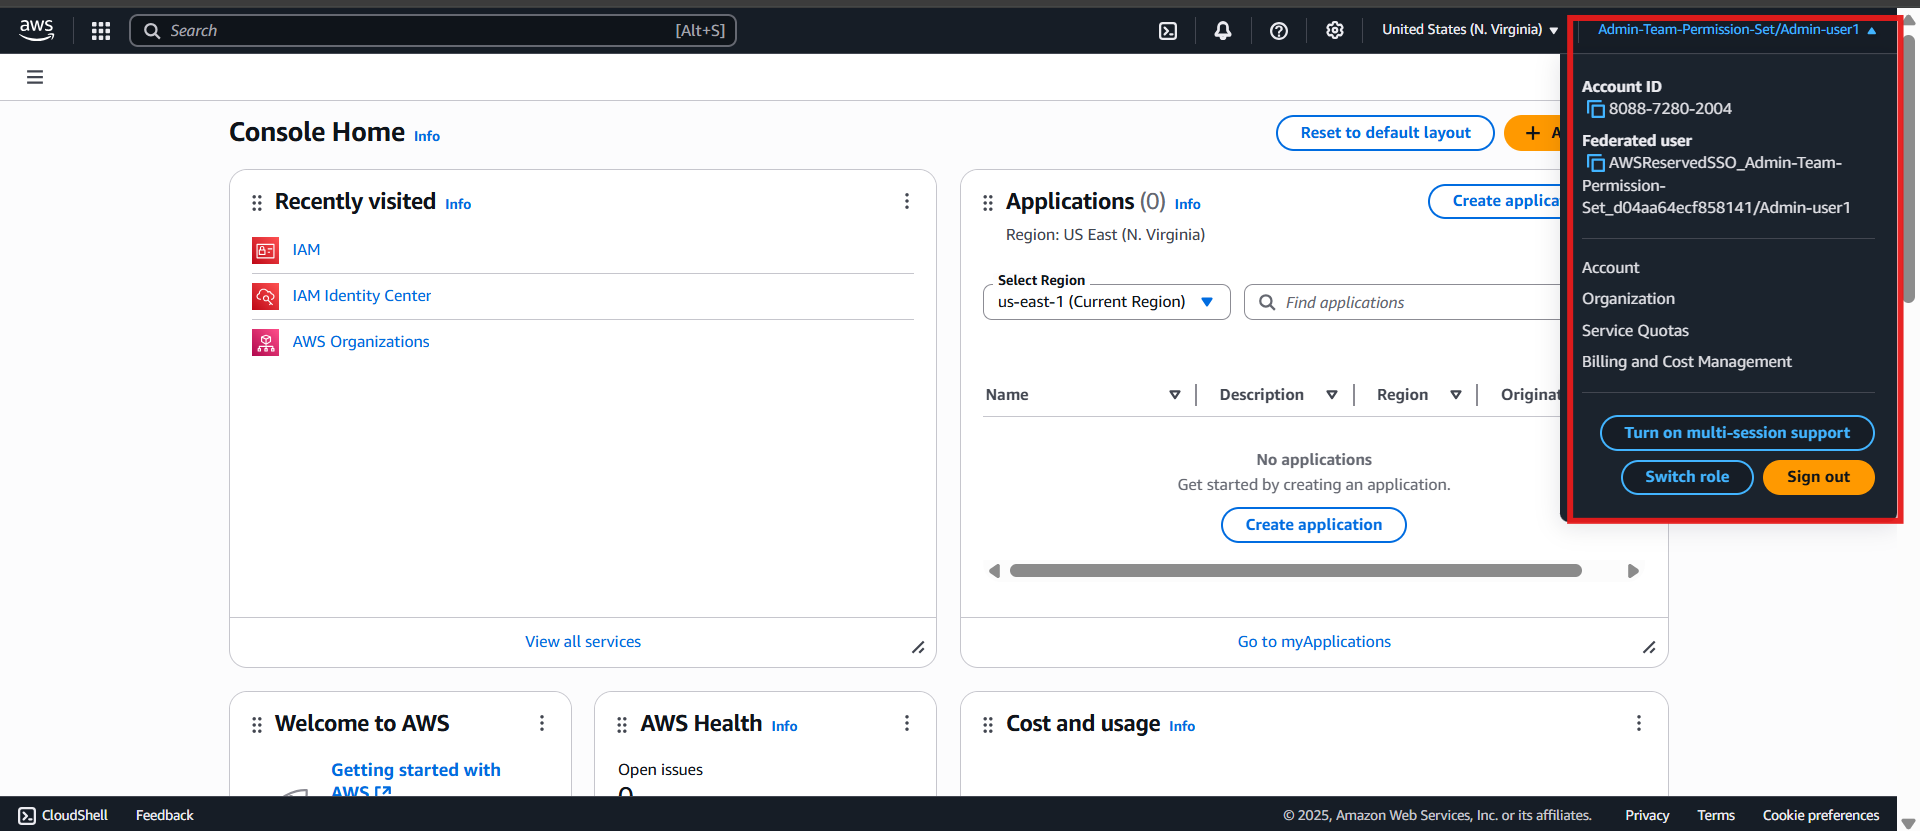 aws
Search
[Alt+S]
United States (N. Virginia)
Admin-Team-Permission-Set/Admin-user1
Account ID
8088-7280-2004
Federated user
AWSReservedSSO_Admin-Team-
Permission-
Set_d04aa64ecf858141/Admin-user1
Account
Organization
Service Quotas
Billing and Cost Management
Turn on multi-session support
Switch role
Sign out
Console Home Info
Reset to default layout
+ A
Recently visited Info
IAM
IAM Identity Center
AWS Organizations
View all services
Applications (0) Info
Create applica
Region: US East (N. Virginia)
Select Region
us-east-1 (Current Region)
Find applications
Name
Description
Region
Originat
No applications
Get started by creating an application.
Create application
Go to myApplications
Welcome to AWS
Getting started with
AWS
AWS Health Info
Open issues
0
Cost and usage Info
CloudShell
Feedback
© 2025, Amazon Web Services, Inc. or its affiliates.
Privacy
Terms
Cookie preferences